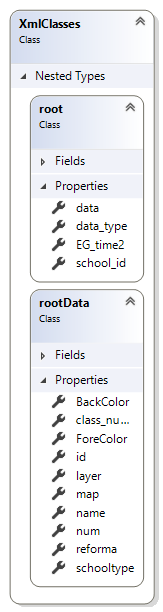 XmlClasses
Class
Nested Types
root
Class
Fields
Properties
data
data_type
EG_time2
school_id
rootData
Class
Fields
Properties
BackColor
class_nu...
ForeColor
id
layer
map
name
num
reforma
schooltype